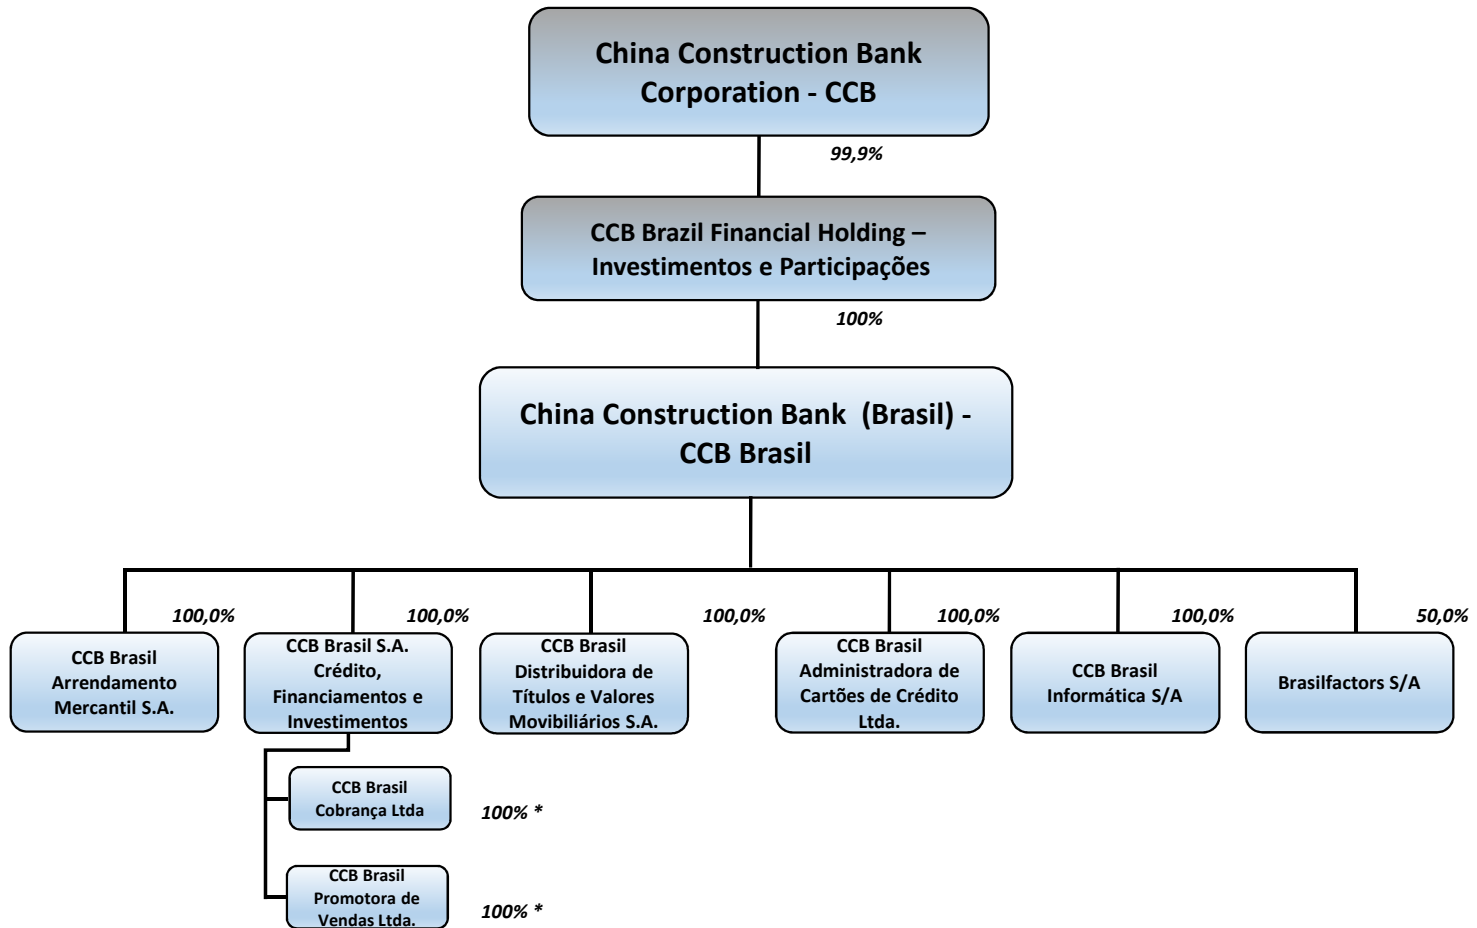 China Construction Bank
Corporation - CCB
99,9%
CCB Brazil Financial Holding –
Investimentos e Participações
100%
China Construction Bank (Brasil) -
CCB Brasil
100,0%
100,0%
100,0%
100,0%
100,0%
50,0%
CCB Brasil
Arrendamento
Mercantil S.A.
CCB Brasil S.A.
Crédito,
Financiamentos e
Investimentos
CCB Brasil
Distribuidora de
Títulos e Valores
Movibiliários S.A.
CCB Brasil
Administradora de
Cartões de Crédito
Ltda.
CCB Brasil
Informática S/A
Brasilfactors S/A
CCB Brasil
Cobrança Ltda
100% *
CCB Brasil
Promotora de
Vendas Ltda.
100% *